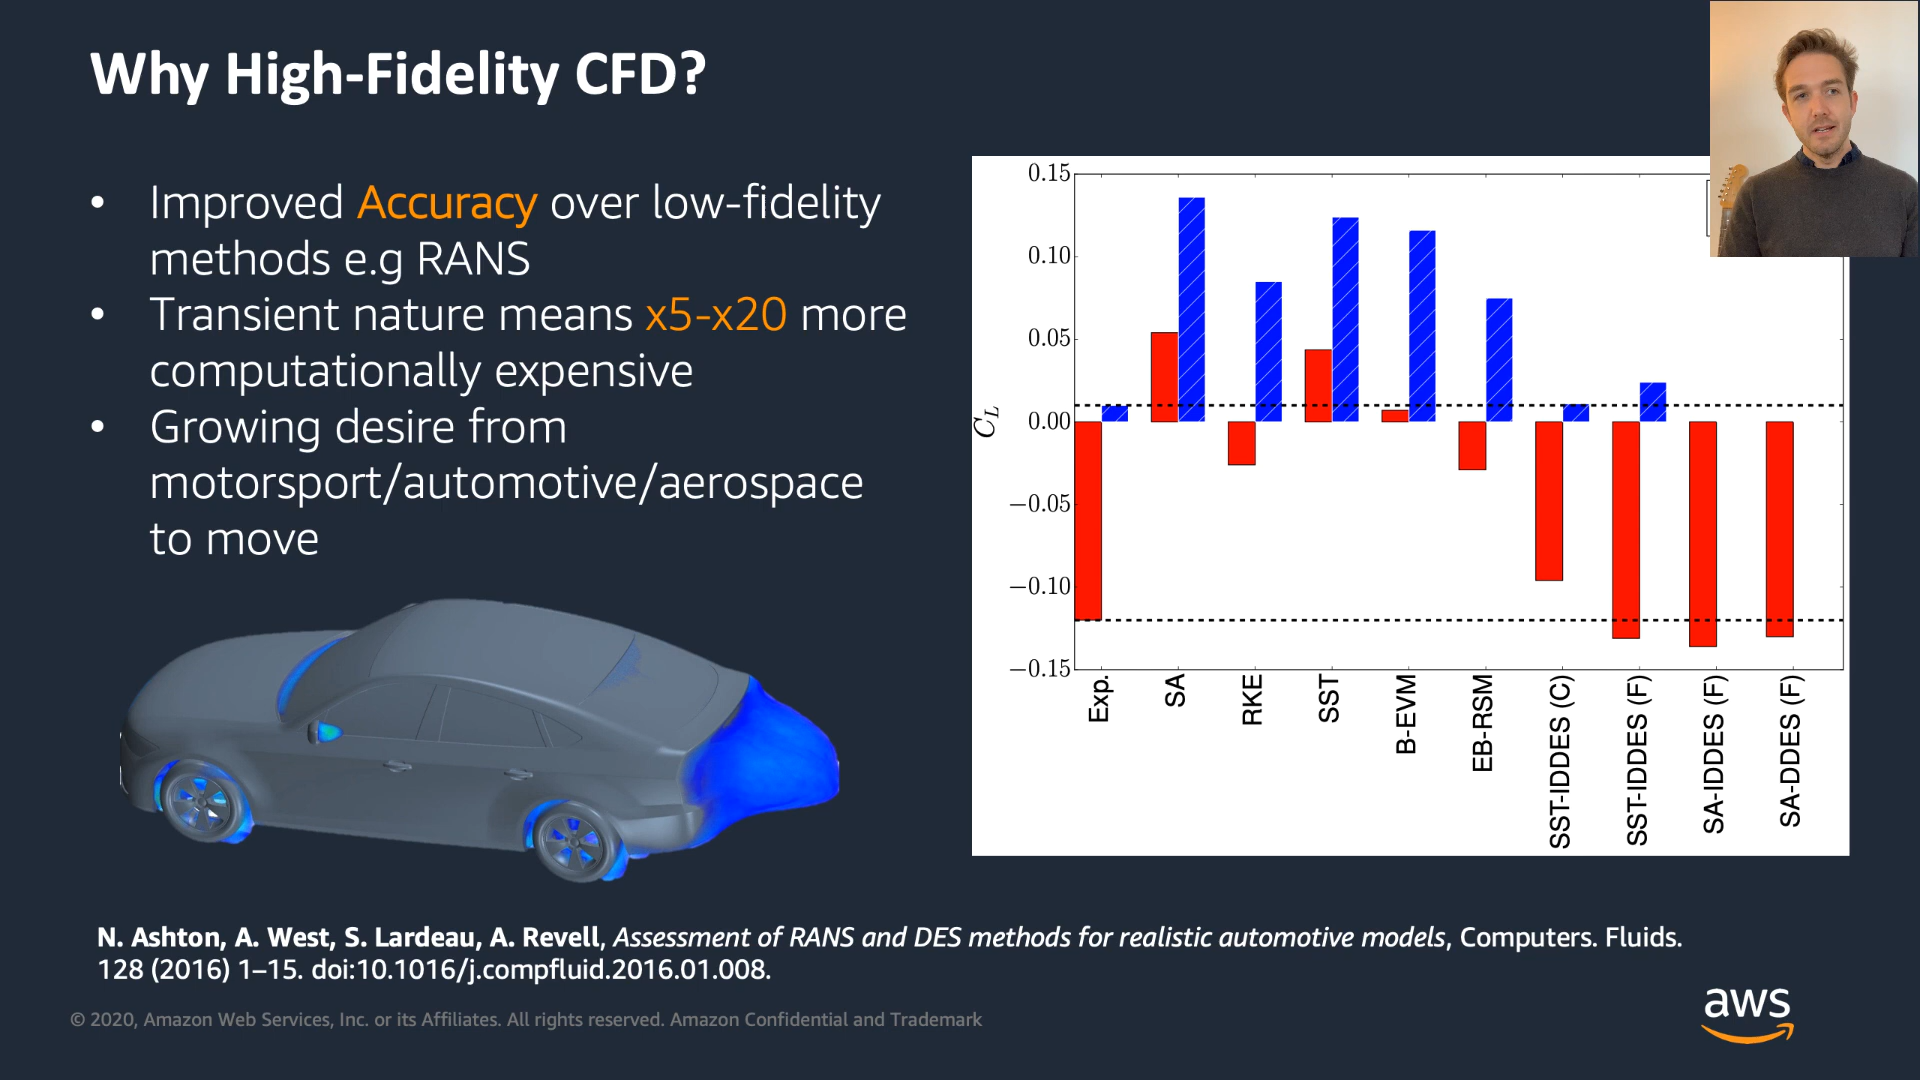 Why High-Fidelity CFD?
• Improved Accuracy over low-fidelity
methods e.g RANS
• Transient nature means x5-x20 more
computationally expensive
• Growing desire from
motorsport/automotive/aerospace
to move
0.15
0.10
0.05
0.00
−0.05
−0.10
−0.15
C_L
Exp.
SA
RKE
SST
B-EVM
EB-RSM
SST-IDDES (C)
SST-IDDES (F)
SA-IDDES (F)
SA-DDES (F)
N. Ashton, A. West, S. Lardeau, A. Revell, Assessment of RANS and DES methods for realistic automotive models, Computers. Fluids.
128 (2016) 1–15. doi:10.1016/j.compfluid.2016.01.008.
© 2020, Amazon Web Services, Inc. or its Affiliates. All rights reserved. Amazon Confidential and Trademark
aws